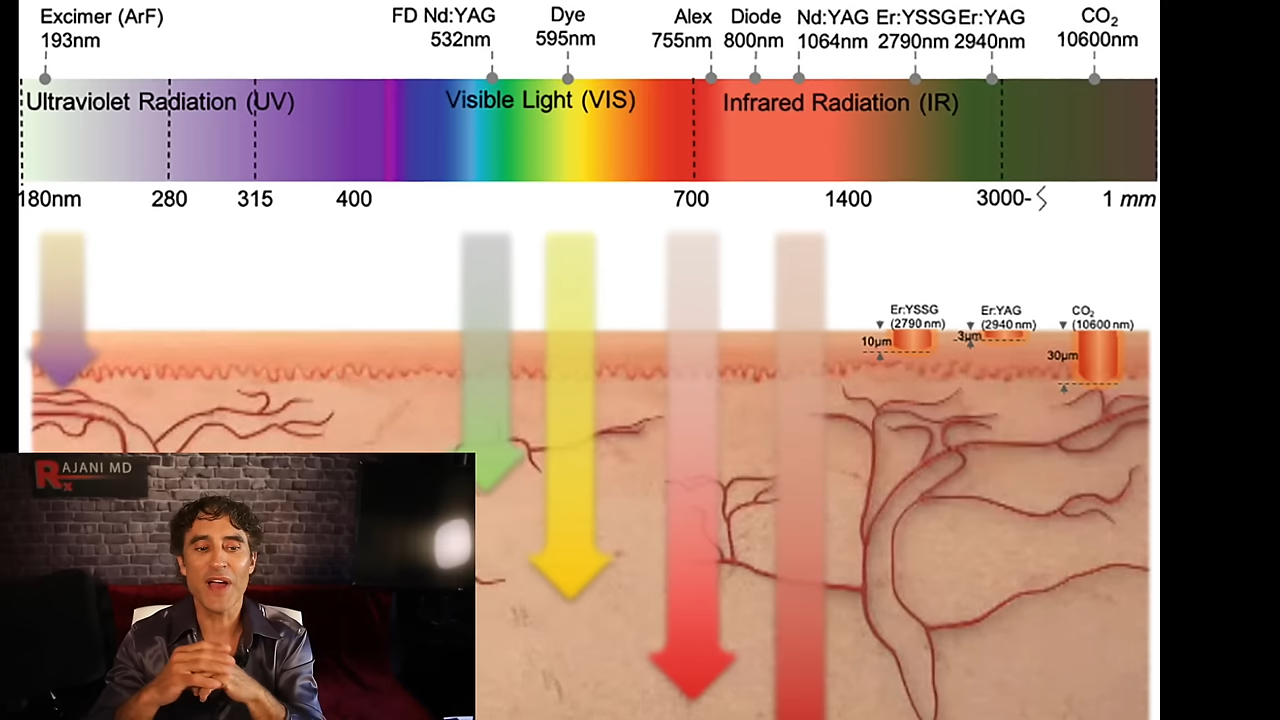 Excimer (ArF)
193nm
FD Nd:YAG
532nm
Dye
595nm
Alex
755nm
Diode
800nm
Nd:YAG
1064nm
Er:YSSG
2790nm
Er:YAG
2940nm
CO₂
10600nm
Ultraviolet Radiation (UV)
Visible Light (VIS)
Infrared Radiation (IR)
180nm
280
315
400
700
1400
3000-
1 mm
Er:YSSG
(2790 nm)
10µm
Er:YAG
(2940 nm)
3µm
CO₂
(10600 nm)
30µm
RAJANI MD
Rx